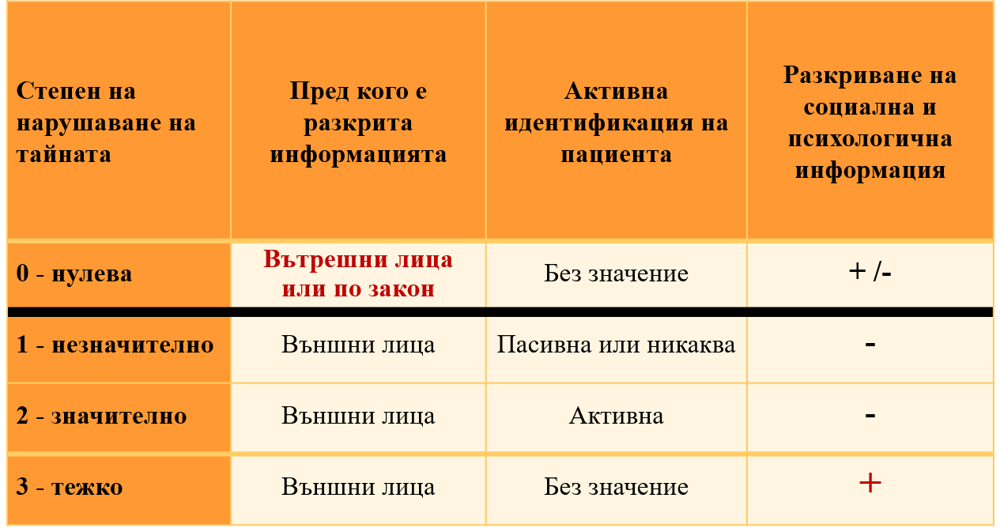 Степен на
нарушаване на
тайната
Пред кого е
разкрита
информацията
Активна
идентификация на
пациента
Разкриване на
социална и
психологична
информация
0 - нулева
Вътрешни лица
или по закон
Без значение
+ /-
1 - незначително
Външни лица
Пасивна или никаква
-
2 - значително
Външни лица
Активна
-
3 - тежко
Външни лица
Без значение
+